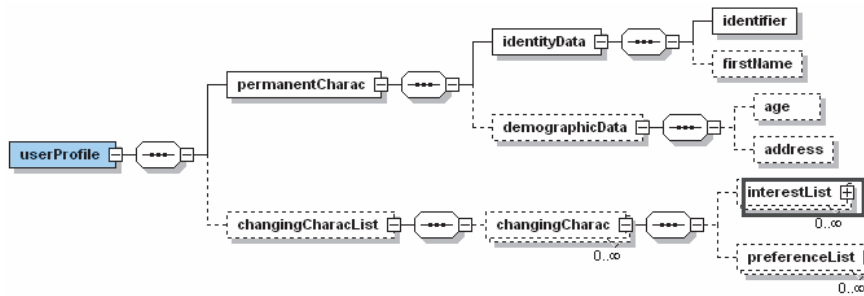 identifier
identityData
firstName
permanentCharac
age
demographicData
address
userProfile
interestList
0..∞
changingCharacList
changingCharac
0..∞
preferenceList
0..∞